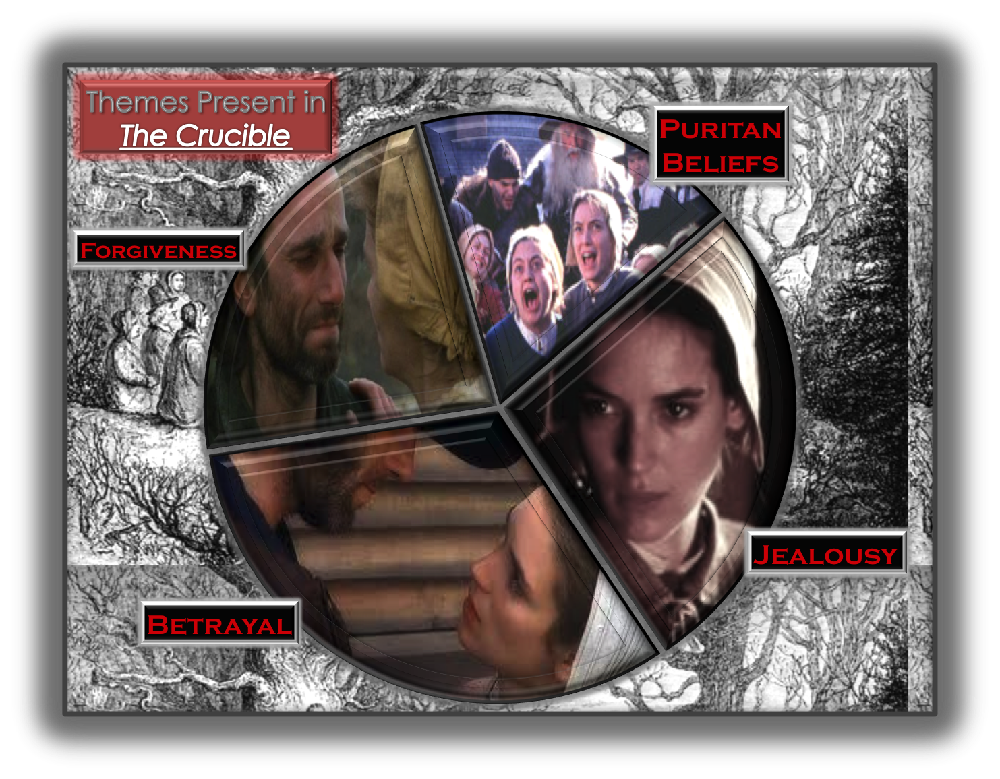 Themes Present in
The Crucible
PURITAN
BELIEFS
FORGIVENESS
JEALOUSY
BETRAYAL